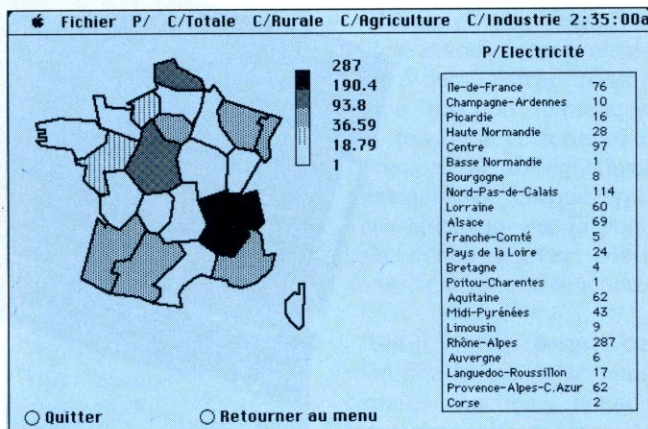 Fichier P/ C/Totale C/Rurale C/Agriculture C/Industrie 2:35:00a
287
190.4
93.8
36.59
18.79
1
P/Electricité
Ile-de-France 76
Champagne-Ardennes 10
Picardie 16
Haute Normandie 28
Centre 97
Basse Normandie 1
Bourgogne 8
Nord-Pas-de-Calais 114
Lorraine 60
Alsace 69
Franche-Comté 5
Pays de la Loire 24
Bretagne 4
Poitou-Charentes 1
Aquitaine 62
Midi-Pyrénées 43
Limousin 9
Rhône-Alpes 287
Auvergne 6
Languedoc-Roussillon 17
Provence-Alpes-C.Azur 62
Corse 2
Quitter
Retourner au menu